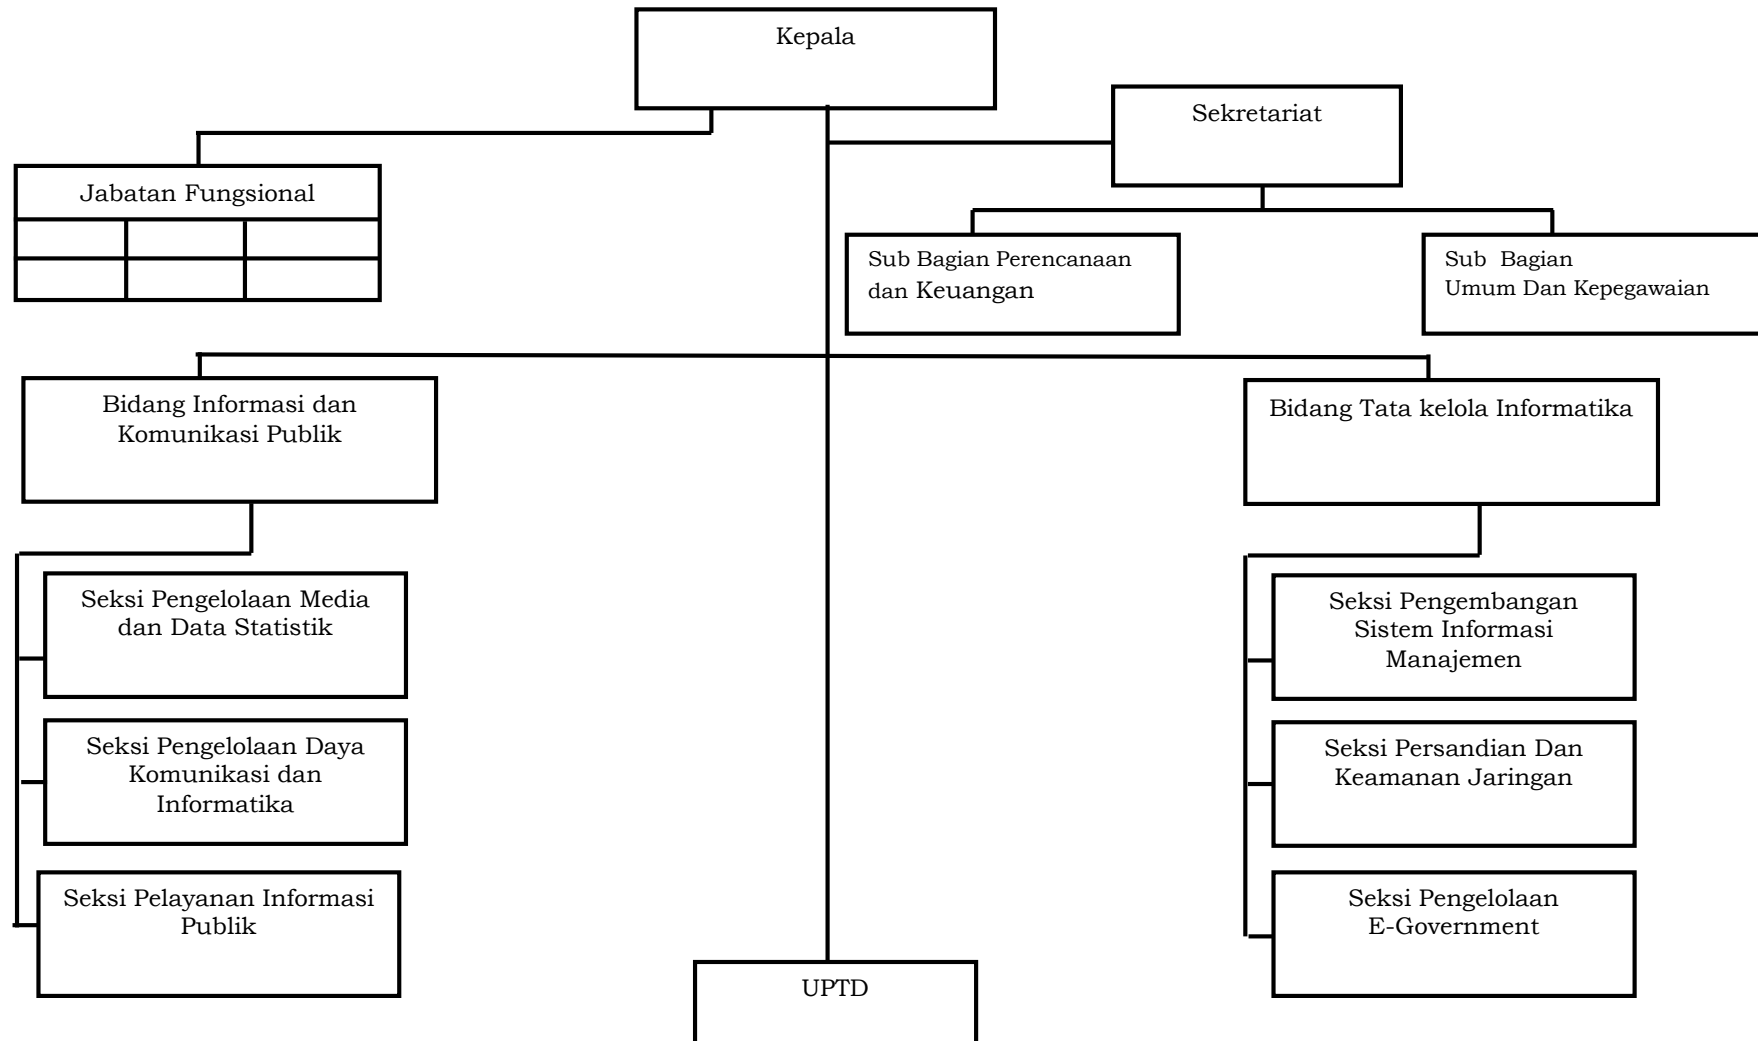 Kepala
Sekretariat
Jabatan Fungsional
Sub Bagian Perencanaan
dan Keuangan
Sub Bagian
Umum Dan Kepegawaian
Bidang Informasi dan
Komunikasi Publik
Bidang Tata kelola Informatika
Seksi Pengelolaan Media
dan Data Statistik
Seksi Pengelolaan Daya
Komunikasi dan
Informatika
Seksi Pelayanan Informasi
Publik
Seksi Pengembangan
Sistem Informasi
Manajemen
Seksi Persandian Dan
Keamanan Jaringan
Seksi Pengelolaan
E-Government
UPTD